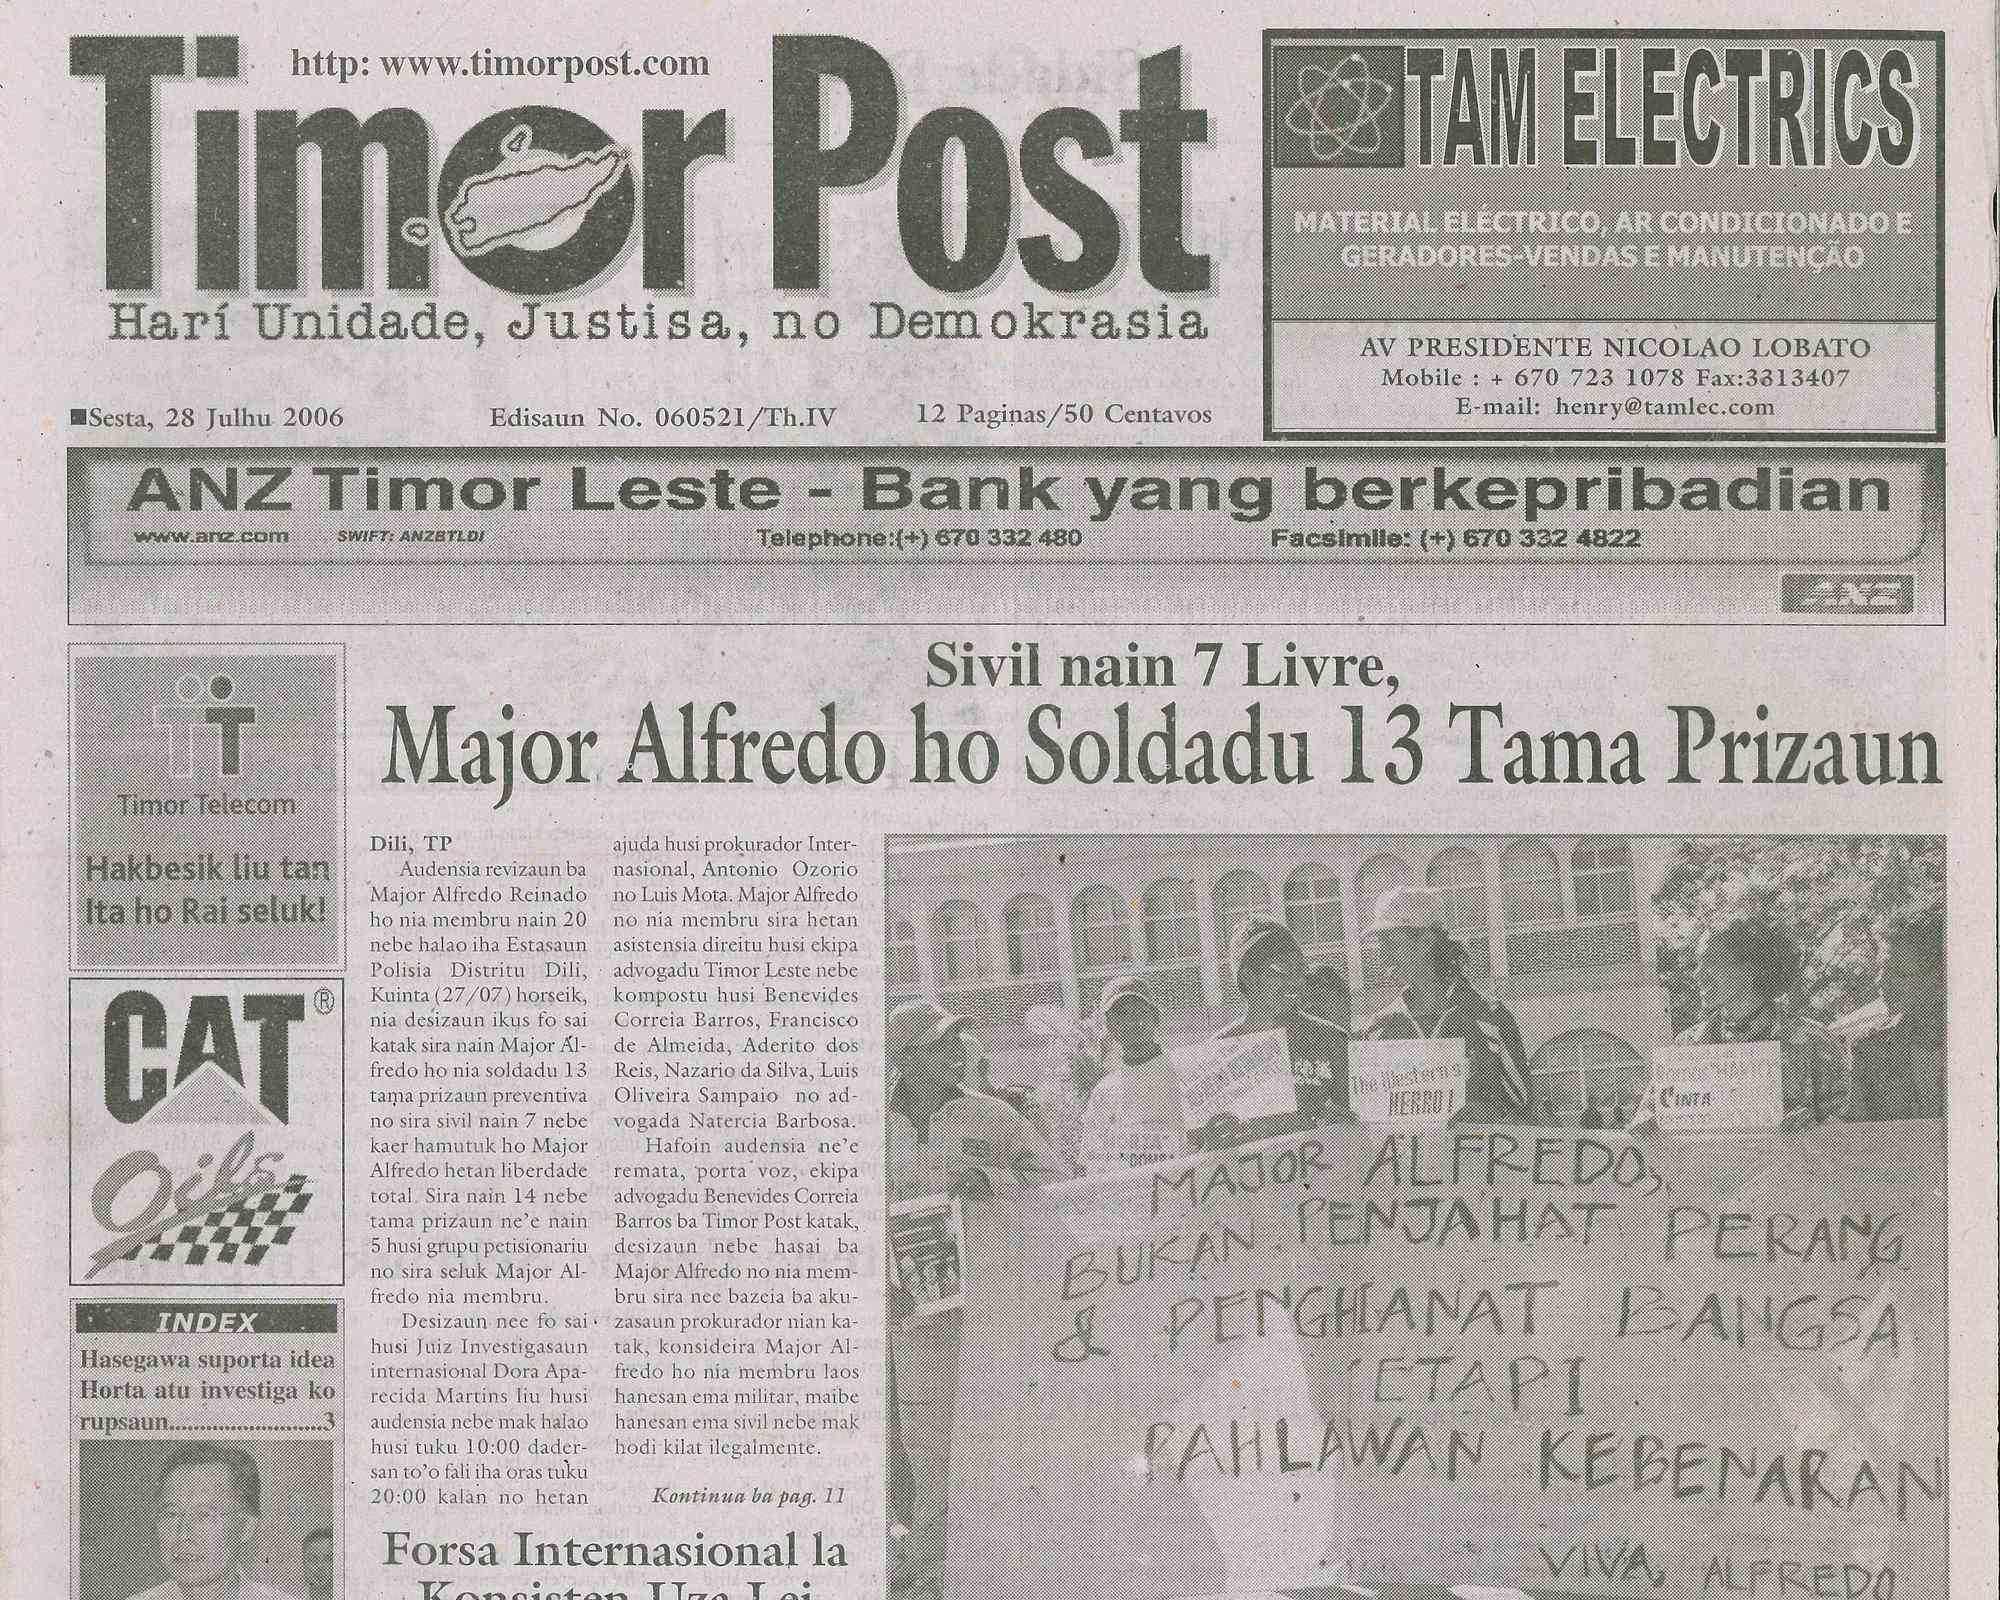 http: www.timorpost.com
Timor Post
Harí Unidade, Justisa, no Demokrasia
■Sesta, 28 Julhu 2006
Edisaun No. 060521/Th.IV
12 Paginas/50 Centavos
TAM ELECTRICS
MATERIAL ELÉCTRICO, AR CONDICIONADO E
GERADORES-VENDAS E MANUTENÇÃO
AV PRESIDENTE NICOLAO LOBATO
Mobile : + 670 723 1078 Fax:3313407
E-mail: henry@tamlec.com
ANZ Timor Leste - Bank yang berkepribadian
www.anz.com SWIFT: ANZBTLDI Telephone:(+) 670 332 480 Facsimile: (+) 670 332 4822
ANZ
Timor Telecom
Hakbesik liu tan
Ita ho Rai seluk!
CAT®
Oils
INDEX
Hasegawa suporta idea
Horta atu investiga ko
rupsaun............................3
Sivil nain 7 Livre,
Major Alfredo ho Soldadu 13 Tama Prizaun
Dili, TP
Audensia revizaun ba
Major Alfredo Reinado
ho nia membru nain 20
nebe halao iha Estasaun
Polisia Distritu Dili,
Kuinta (27/07) horseik,
nia desizaun ikus fo sai
katak sira nain Major Al-
fredo ho nia soldadu 13
tama prizaun preventiva
no sira sivil nain 7 nebe
kaer hamutuk ho Major
Alfredo hetan liberdade
total. Sira nain 14 nebe
tama prizaun ne'e nain
5 husi grupu petisionariu
no sira seluk Major Al-
fredo nia membru.
Desizaun nee fo sai
husi Juiz Investigasaun
internasional Dora Apa-
recida Martins liu husi
audensia nebe mak halao
husi tuku 10:00 dader-
san to'o fali iha oras tuku
20:00 kalan no hetan
ajuda husi prokurador Inter-
nasional, Antonio Ozorio
no Luis Mota. Major Alfredo
no nia membru sira hetan
asistensia direitu husi ekipa
advogadu Timor Leste nebe
kompostu husi Benevides
Correia Barros, Francisco
de Almeida, Aderito dos
Reis, Nazario da Silva, Luis
Oliveira Sampaio no ad-
vogada Natercia Barbosa.
Hafoin audensia ne'e
remata, porta voz, ekipa
advogadu Benevides Correia
Barros ba Timor Post katak,
desizaun nebe hasai ba
Major Alfredo no nia mem-
bru sira nee bazeia ba aku-
zasaun prokurador nian ka-
tak, konsideira Major Al-
fredo ho nia membru laos
hanesan ema militar, maibe
hanesan ema sivil nebe mak
hodi kilat ilegalmente.
Kontinua ba pag. 11
Forsa Internasional la
Konsisten Uza Lei
The Western's
HERRO!
CINTA
MAJOR ALFREDO,
BUKAN PENJAHAT PERANG
& PENGHIANAT BANGSA
TETAPI
PAHLAWAN KEBENARAN
VIVA, ALFREDO